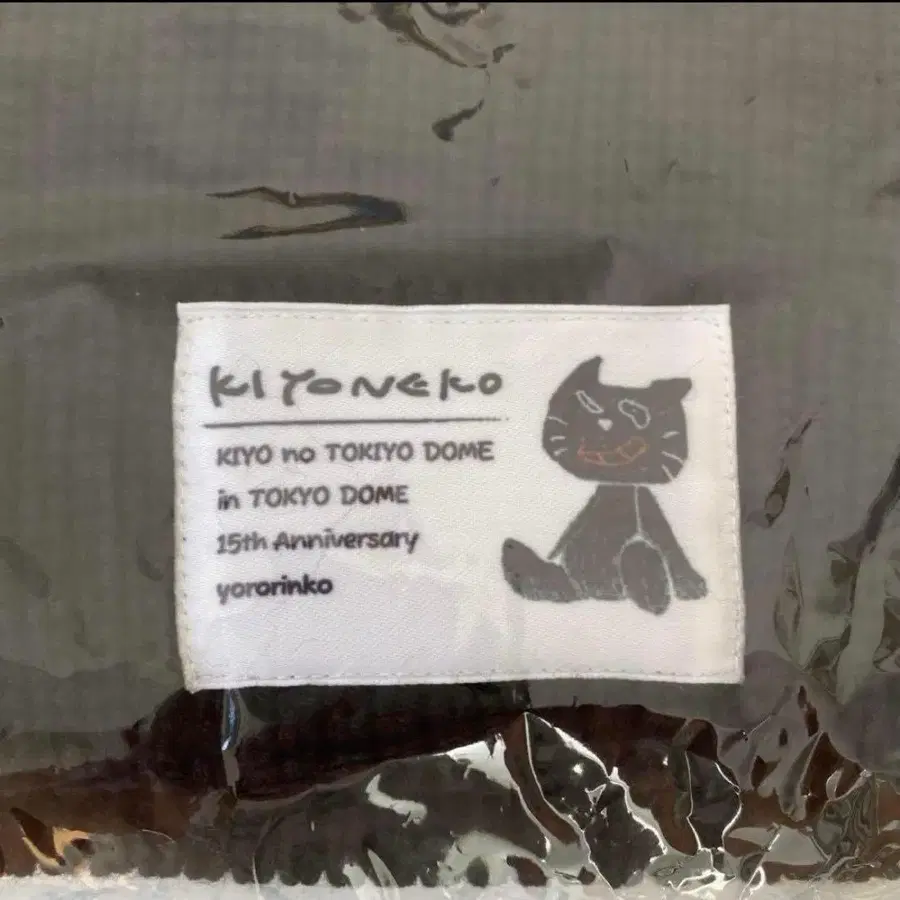 KIYONEKO
KIYO no TOKIYO DOME
in TOKYO DOME
15th Anniversary
yororinko